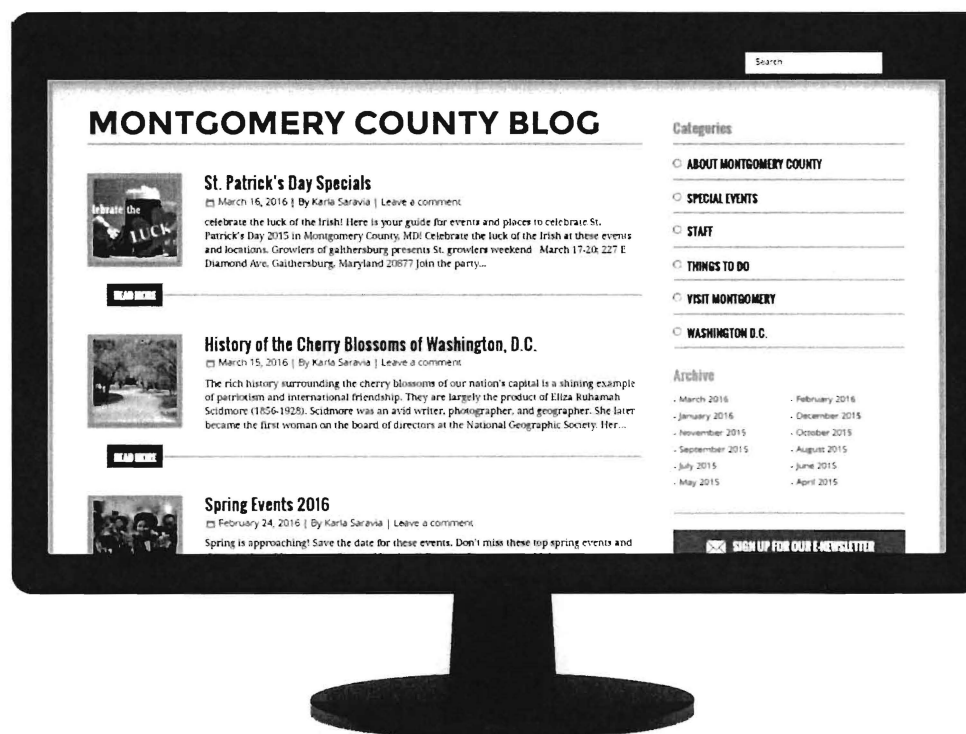 Search
MONTGOMERY COUNTY BLOG
St. Patrick's Day Specials
March 16, 2016 | By Karla Saravia | Leave a comment
celebrate the luck of the Irish! Here is your guide for events and places to celebrate St.
Patrick's Day 2015 in Montgomery County, MD! Celebrate the luck of the Irish at these events
and locations. Growlers of gaithersburg presents St. growlers weekend March 17-20; 227 E
Diamond Ave, Gaithersburg, Maryland 20877 Join the party...
lebrate the
LUCK
READ MORE
History of the Cherry Blossoms of Washington, D.C.
March 15, 2016 | By Karla Saravia | Leave a comment
The rich history surrounding the cherry blossoms of our nation's capital is a shining example
of patriotism and international friendship. They are largely the product of Eliza Ruhamah
Scidmore (1856-1928). Scidmore was an avid writer, photographer, and geographer. She later
became the first woman on the board of directors at the National Geographic Society. Her...
READ MORE
Spring Events 2016
February 24, 2016 | By Karla Saravia | Leave a comment
Spring is approaching! Save the date for these events. Don't miss these top spring events and
Categories
ABOUT MONTGOMERY COUNTY
SPECIAL EVENTS
STAFF
THINGS TO DO
VISIT MONTGOMERY
WASHINGTON D.C.
Archive
- March 2016
- February 2016
- January 2016
- December 2015
- November 2015
- October 2015
- September 2015
- August 2015
- July 2015
- June 2015
- May 2015
- April 2015
SIGN UP FOR OUR E-NEWSLETTER